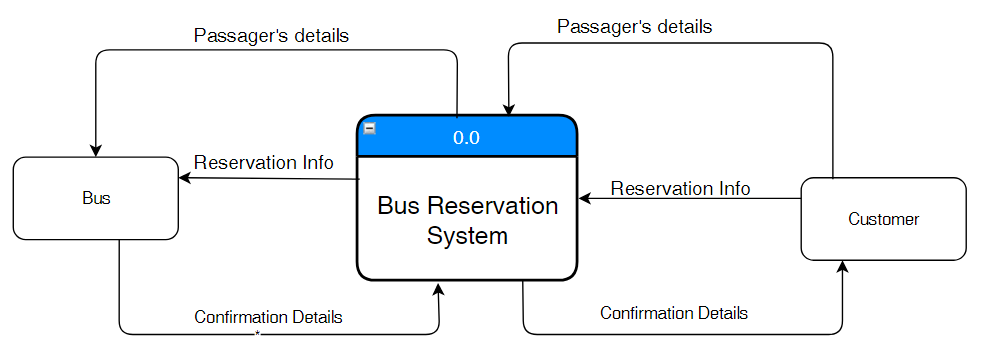 Passager's details
Passager's details
0.0
Reservation Info
Reservation Info
Bus
Bus Reservation
System
Customer
Confirmation Details
Confirmation Details